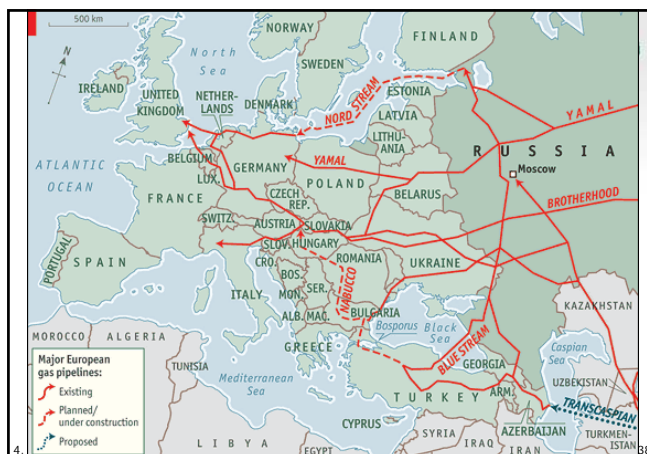 500 km
N
NORWAY
FINLAND
North
Sea
SWEDEN
IRELAND
UNITED
KINGDOM
NETHER-
LANDS
DENMARK
NORD STREAM
ESTONIA
LATVIA
LITHU-
ANIA
YAMAL
RUSSIA
Moscow
BELGIUM
LUX.
GERMANY
YAMAL
POLAND
BELARUS
BROTHERHOOD
ATLANTIC
OCEAN
FRANCE
CZECH
REP.
SWITZ.
AUSTRIA
SLOVAKIA
UKRAINE
SLOV.
HUNGARY
CRO.
ROMANIA
KAZAKHSTAN
PORTUGAL
SPAIN
ITALY
BOS.
MON.
SER.
NABUCCO
BULGARIA
ALB.
MAC.
Bosporus
Black
Sea
BLUE STREAM
GEORGIA
Caspian
Sea
GREECE
MOROCCO
ALGERIA
TUNISIA
Mediterranean
Sea
TURKEY
ARM.
UZBEKISTAN
TRANSCASPIAN
AZERBAIJAN
TURKMEN-
ISTAN
CYPRUS
SYRIA
IRAQ
IRAN
LIBYA
EGYPT
Major European
gas pipelines:
Existing
Planned/
under construction
Proposed
4.
38